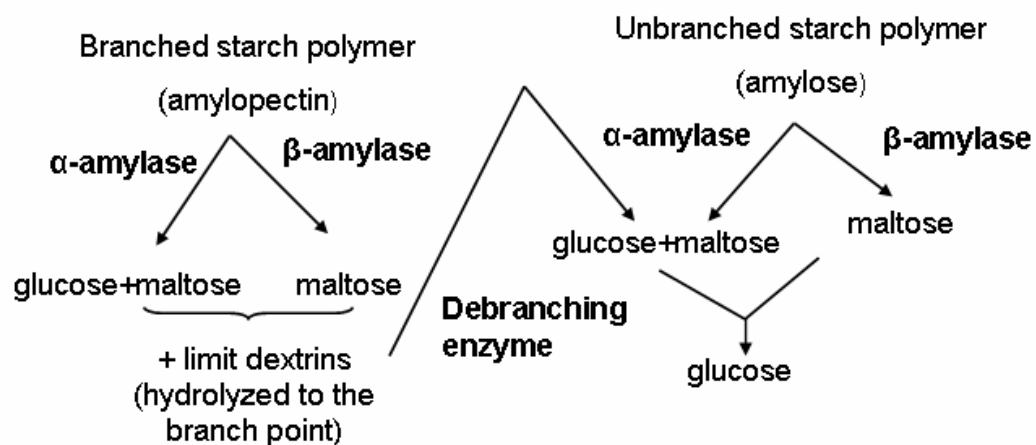 Branched starch polymer
(amylopectin)
α-amylase
β-amylase
glucose+maltose
maltose
+ limit dextrins
(hydrolyzed to the
branch point)
Debranching
enzyme
Unbranched starch polymer
(amylose)
α-amylase
β-amylase
glucose+maltose
maltose
glucose